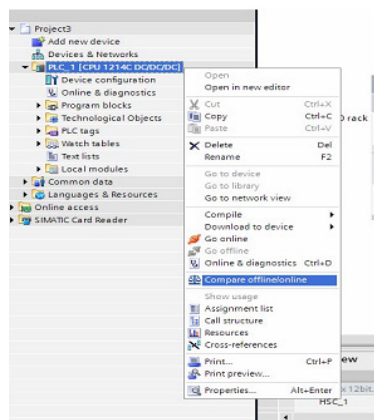 Project3
Add new device
Devices & Networks
PLC_1 [CPU 1214C DC/DC/DC]
Device configuration
Online & diagnostics
Program blocks
Technological Objects
PLC tags
Watch tables
Text lists
Local modules
Common data
Languages & Resources
Online access
SIMATIC Card Reader
Open
Open in new editor
Cut Ctrl+X
Copy Ctrl+C
Paste Ctrl+V
Delete Del
Rename F2
Go to device
Go to library
Go to network view
Compile
Download to device
Go online
Go offline
Online & diagnostics Ctrl+D
Compare offline/online
Show usage
Assignment list
Call structure
Resources
Cross-references
Print... Ctrl+P
Print preview...
Properties... Alt+Enter
rack
ew
x 12bit
HSC_1